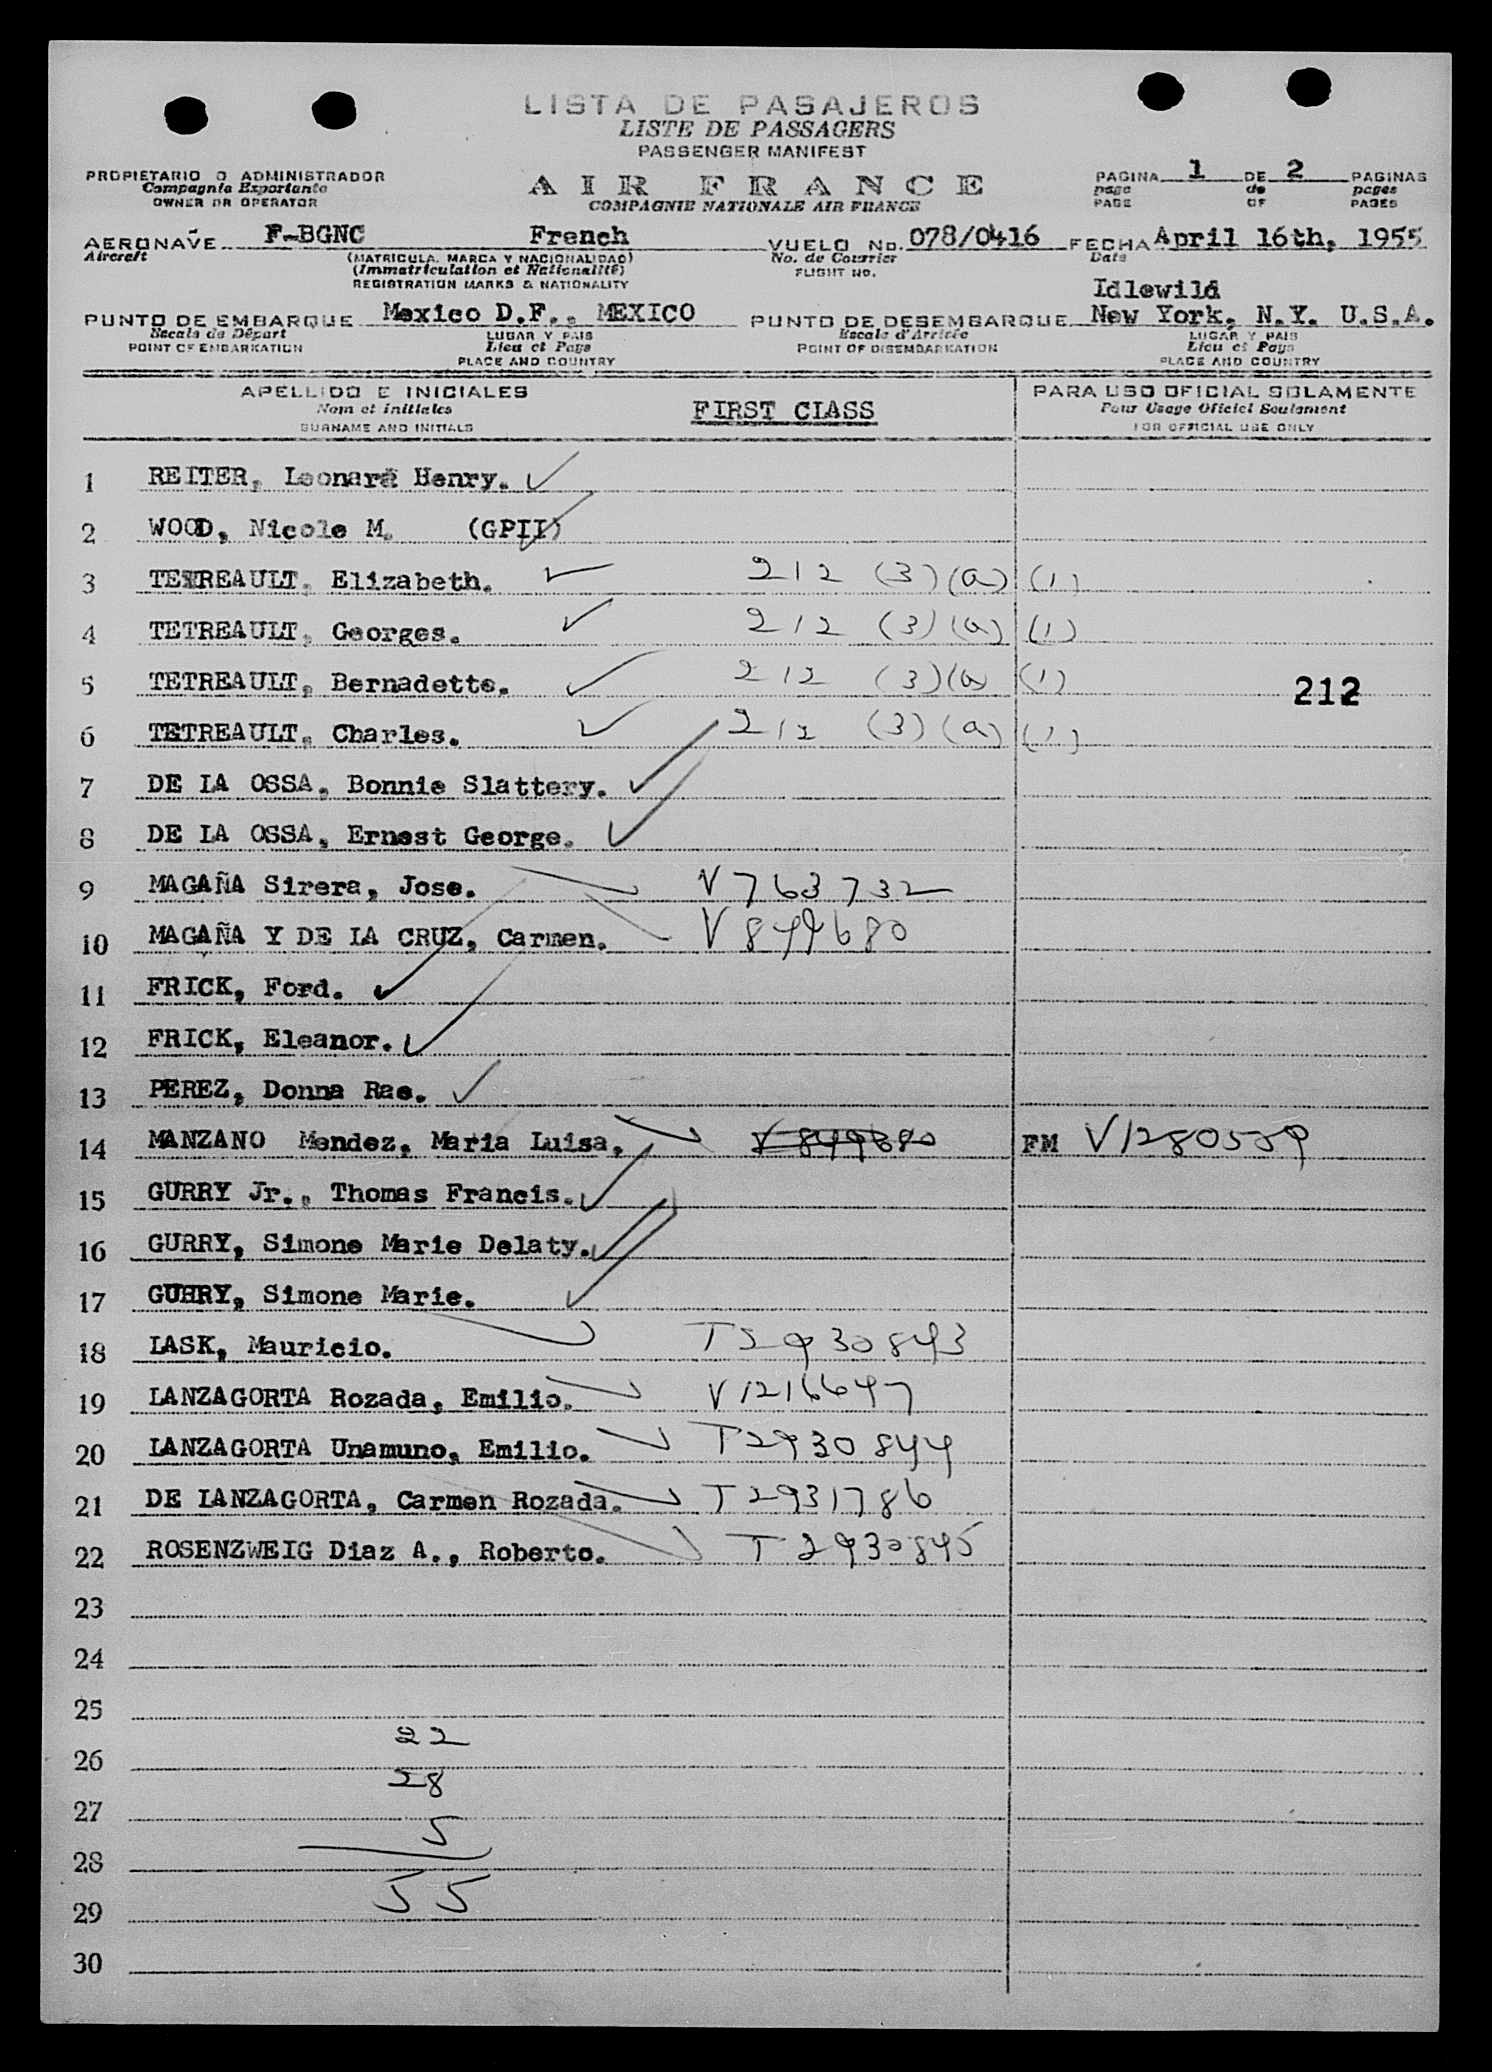 LISTA DE PASAJEROS
LISTE DE PASSAGERS
PASSENGER MANIFEST
PROPIETARIO O ADMINISTRADOR
Compagnia Exportante
OWNER OR OPERATOR
AIR FRANCE
COMPAGNIE NATIONALE AIR FRANCE
PAGINA 1 DE 2 PAGINAS
page de pages
PAGE OF PAGES
AERONAVE F-BGNC French VUELO No. 078/0416 FECHA April 16th, 1955
Aircraft (MATRICULA, MARCA Y NACIONALIDAD) No. de Courrier Date
(Immatriculation et Nationalité) FLIGHT NO.
REGISTRATION MARKS & NATIONALITY
Idlewild
PUNTO DE EMBARQUE Mexico D.F., MEXICO PUNTO DE DESEMBARQUE New York, N.Y. U.S.A.
Escale de Départ LUGAR Y PAIS Escale d'Arrivée LUGAR Y PAIS
POINT OF EMBARKATION Lieu et Pays POINT OF DISEMBARKATION Lieu et Pays
PLACE AND COUNTRY PLACE AND COUNTRY
APELLIDO E INICIALES PARA USO OFICIAL SOLAMENTE
Nom et initiales FIRST CLASS Pour Usage Officiel Seulement
SURNAME AND INITIALS FOR OFFICIAL USE ONLY
1 REITER, Leonard Henry.
2 WOOD, Nicole M. (GPII)
3 TETREAULT, Elizabeth. 212 (3)(a) (1)
4 TETREAULT, Georges. 212 (3)(a) (1)
5 TETREAULT, Bernadette. 212 (3)(a) (1) 212
6 TETREAULT, Charles. 212 (3)(a) (1)
7 DE LA OSSA, Bonnie Slattery.
8 DE LA OSSA, Ernest George.
9 MAGAÑA Sirera, Jose. V763732
10 MAGAÑA Y DE LA CRUZ, Carmen. V849680
11 FRICK, Ford.
12 FRICK, Eleanor.
13 PEREZ, Donna Rae.
14 MANZANO Mendez, Maria Luisa. V849680 FM V1280559
15 GURRY Jr., Thomas Francis.
16 GURRY, Simone Marie Delaty.
17 GURRY, Simone Marie.
18 LASK, Mauricio. T2930843
19 LANZAGORTA Rozada, Emilio. V1216647
20 LANZAGORTA Unamuno, Emilio. T2930844
21 DE LANZAGORTA, Carmen Rozada. T2931786
22 ROSENZWEIG Diaz A., Roberto. T2930845
23
24
25
22
26
28
27
5
28
55
29
30